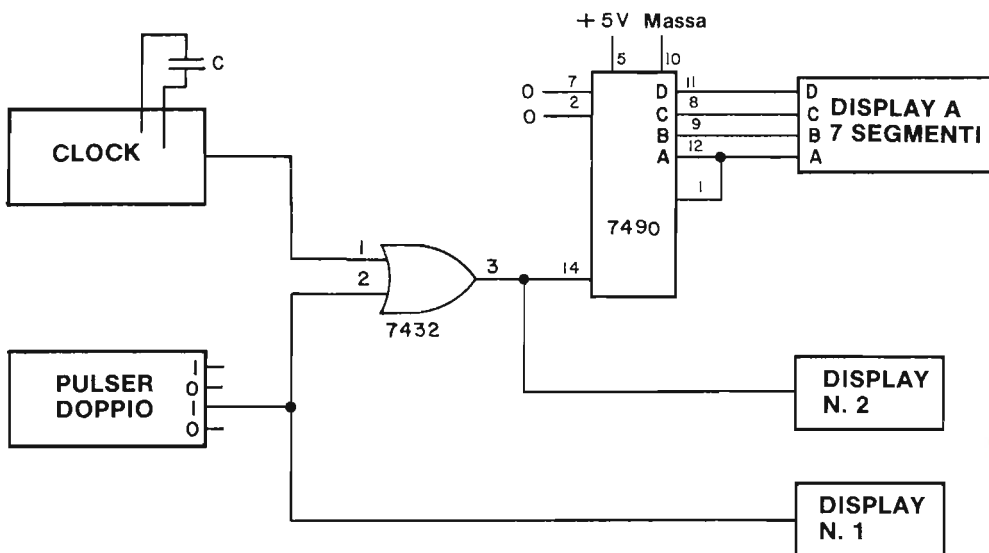 + 5V Massa
5 10
C
CLOCK
0 7
0 2
D 11
C 8
B 9
A 12
1
7490
D
C
B
A
DISPLAY A
7 SEGMENTI
1
2
3
14
7432
PULSER
DOPPIO
1
0
1
0
DISPLAY
N. 2
DISPLAY
N. 1